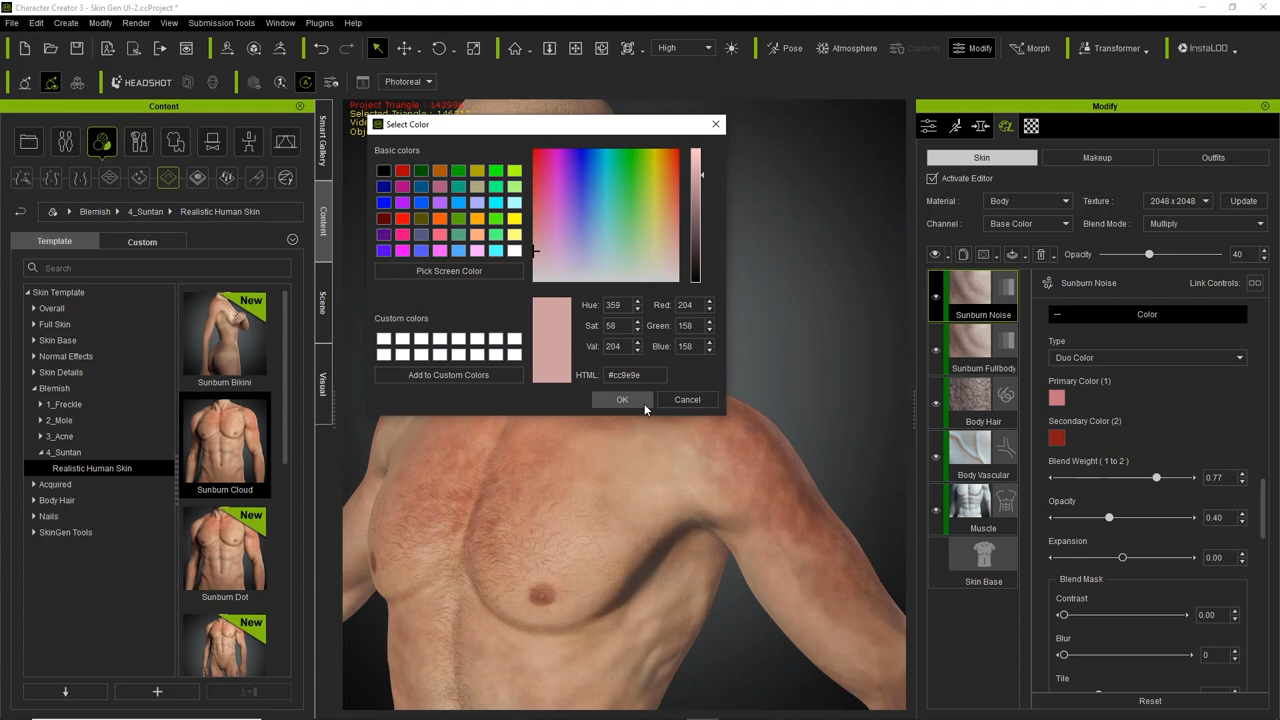 Character Creator 3 - Skin Gen UI-2.ccProject *
File Edit Create Modify Render View Submission Tools Window Plugins Help
High Pose Atmosphere Conform Modify Morph Transformer InstaLOD
HEADSHOT Photoreal
Content
Smart Gallery
Content
Scene
Visual
Blemish 4_Suntan Realistic Human Skin
Template Custom
Search
Skin Template
Overall
Full Skin
Skin Base
Normal Effects
Skin Details
Blemish
1_Freckle
2_Mole
3_Acne
4_Suntan
Realistic Human Skin
Acquired
Body Hair
Nails
SkinGen Tools
New
Sunburn Bikini
Sunburn Cloud
New
Sunburn Dot
New
Select Color
Basic colors
Pick Screen Color
Custom colors
Add to Custom Colors
Hue: 359 Red: 204
Sat: 58 Green: 158
Val: 204 Blue: 158
HTML: #cc9e9e
OK Cancel
Modify
Skin Makeup Outfits
Activate Editor
Material : Body Texture : 2048 x 2048 Update
Channel : Base Color Blend Mode : Multiply
Opacity 40
Sunburn Noise
Sunburn Fullbody
Body Hair
Body Vascular
Muscle
Skin Base
Sunburn Noise Link Controls:
Color
Type
Duo Color
Primary Color (1)
Secondary Color (2)
Blend Weight ( 1 to 2 )
0.77
Opacity
0.40
Expansion
0.00
Blend Mask
Contrast
0.00
Blur
0
Tile
Reset